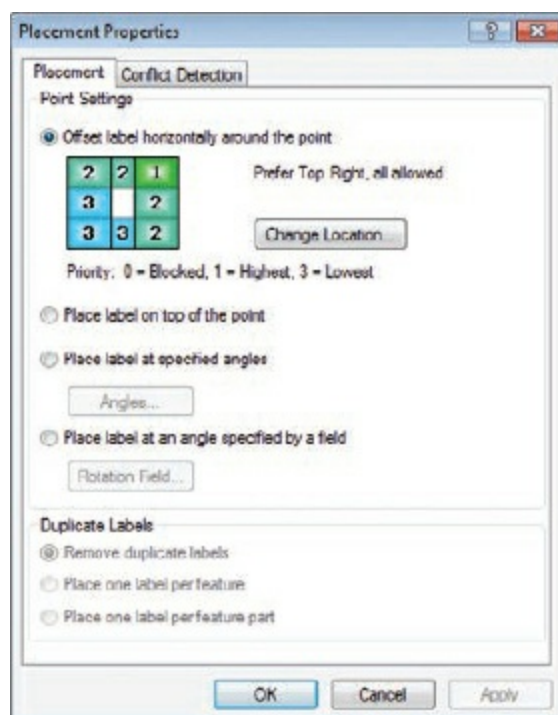 Placement Properties
Placement Conflict Detection
Point Settings
Offset label horizontally around the point
2 2 1
Prefer Top Right, all allowed
3 2
3 3 2
Change Location...
Priority: 0 = Blocked, 1 = Highest, 3 = Lowest
Place label on top of the point
Place label at specified angles
Angles...
Place label at an angle specified by a field
Rotation Field...
Duplicate Labels
Remove duplicate labels
Place one label per feature
Place one label per feature part
OK Cancel Apply